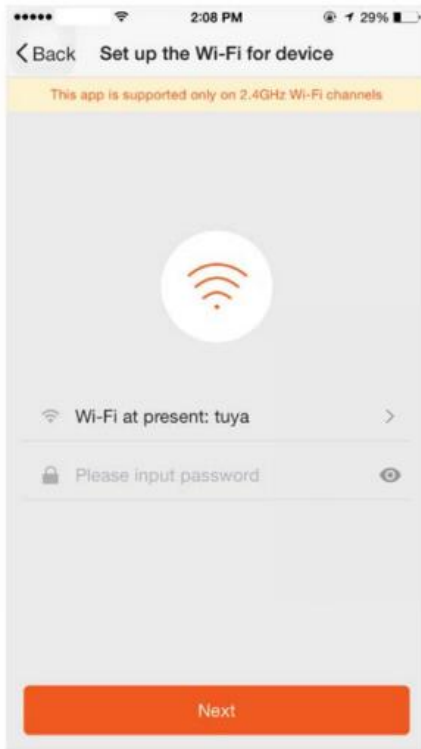 2:08 PM 29%
Back Set up the Wi-Fi for device
This app is supported only on 2.4GHz Wi-Fi channels
Wi-Fi at present: tuya
Please input password
Next